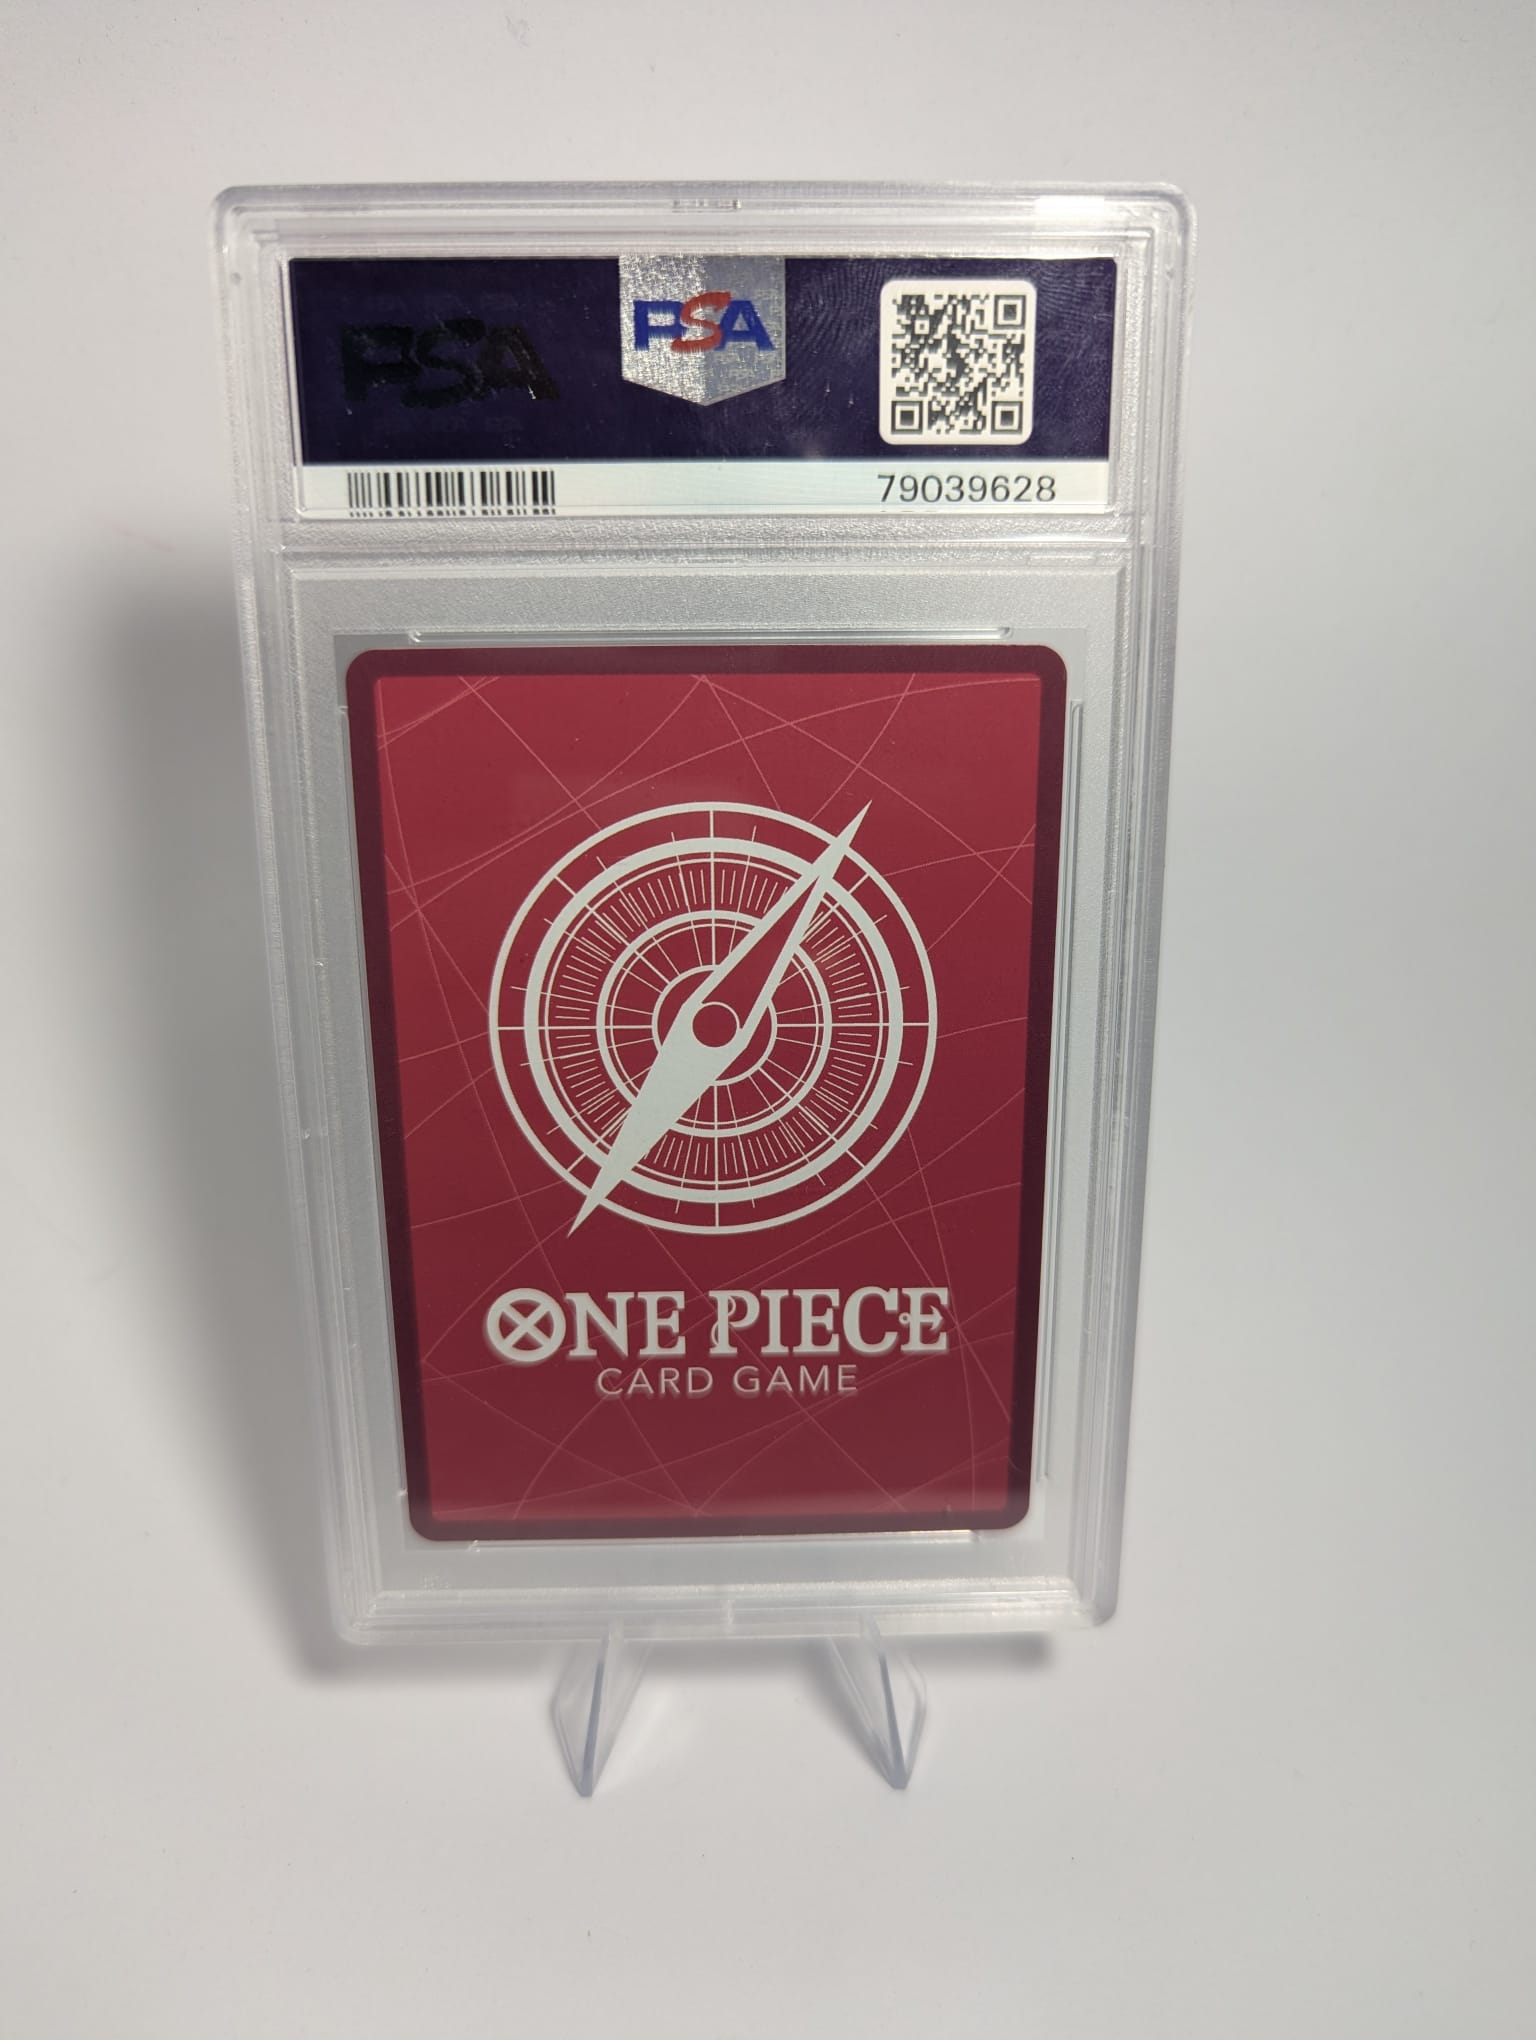 PSA
PSA
79039628
ONE PIECE
CARD GAME